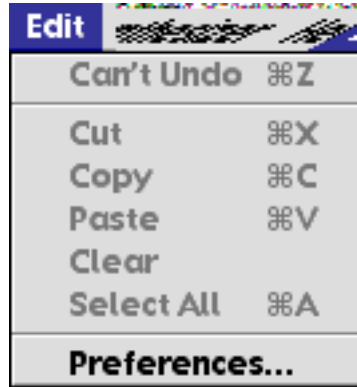 Edit
Can't Undo ⌘Z
Cut ⌘X
Copy ⌘C
Paste ⌘V
Clear
Select All ⌘A
Preferences...